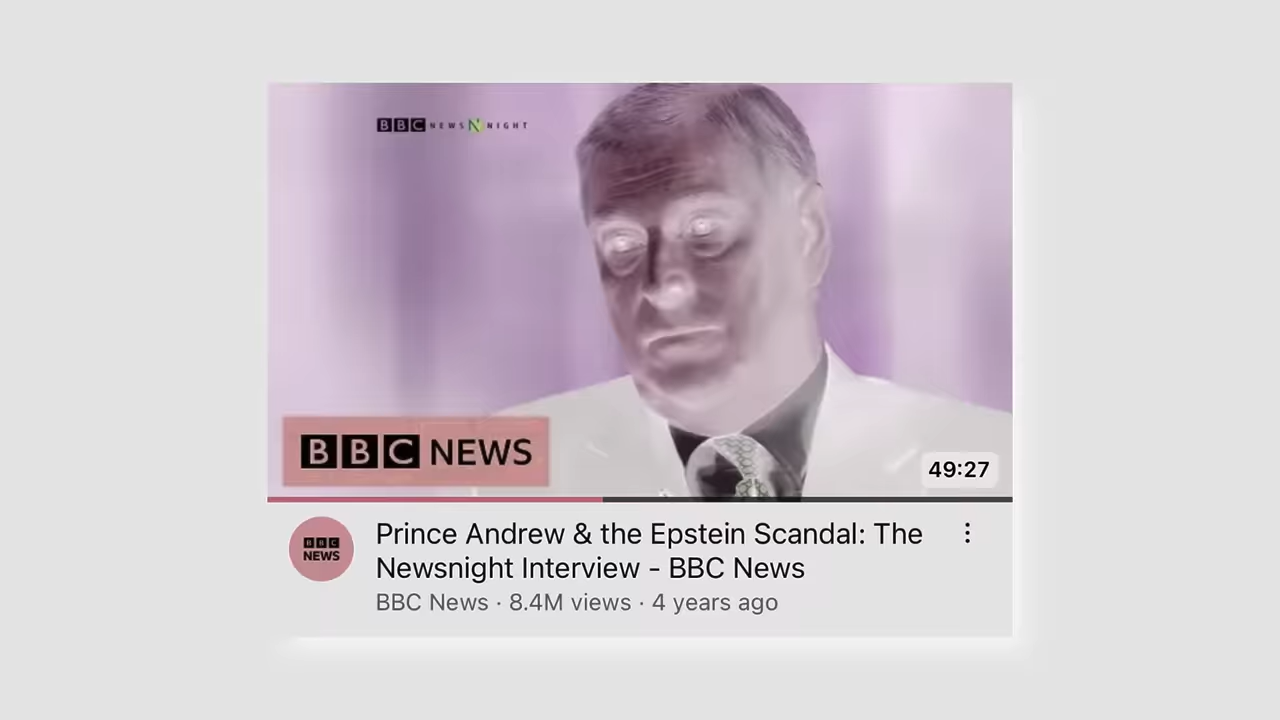 BBC NEWSNIGHT
BBC NEWS
49:27
BBC
NEWS
Prince Andrew & the Epstein Scandal: The
Newsnight Interview - BBC News
BBC News · 8.4M views · 4 years ago